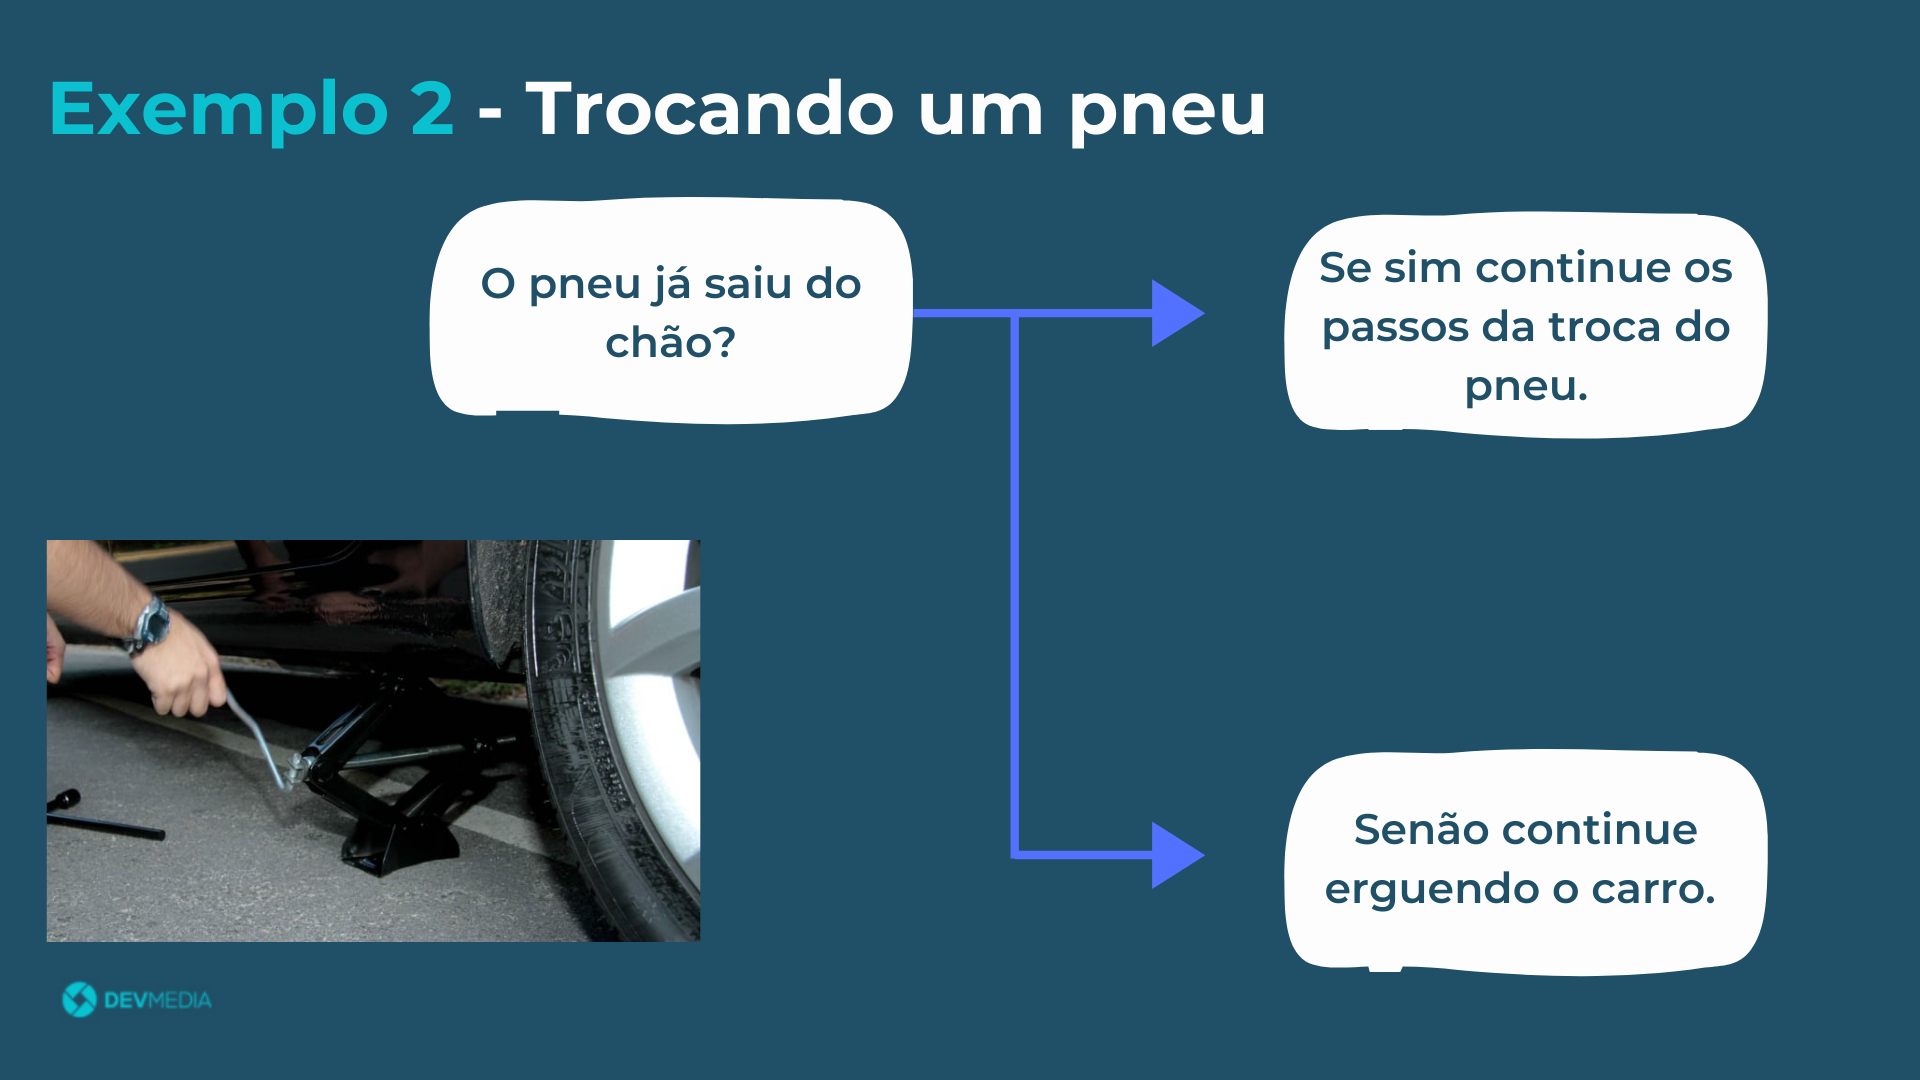 Exemplo 2 - Trocando um pneu
O pneu já saiu do
chão?
Se sim continue os
passos da troca do
pneu.
Senão continue
erguendo o carro.
DEVMEDIA